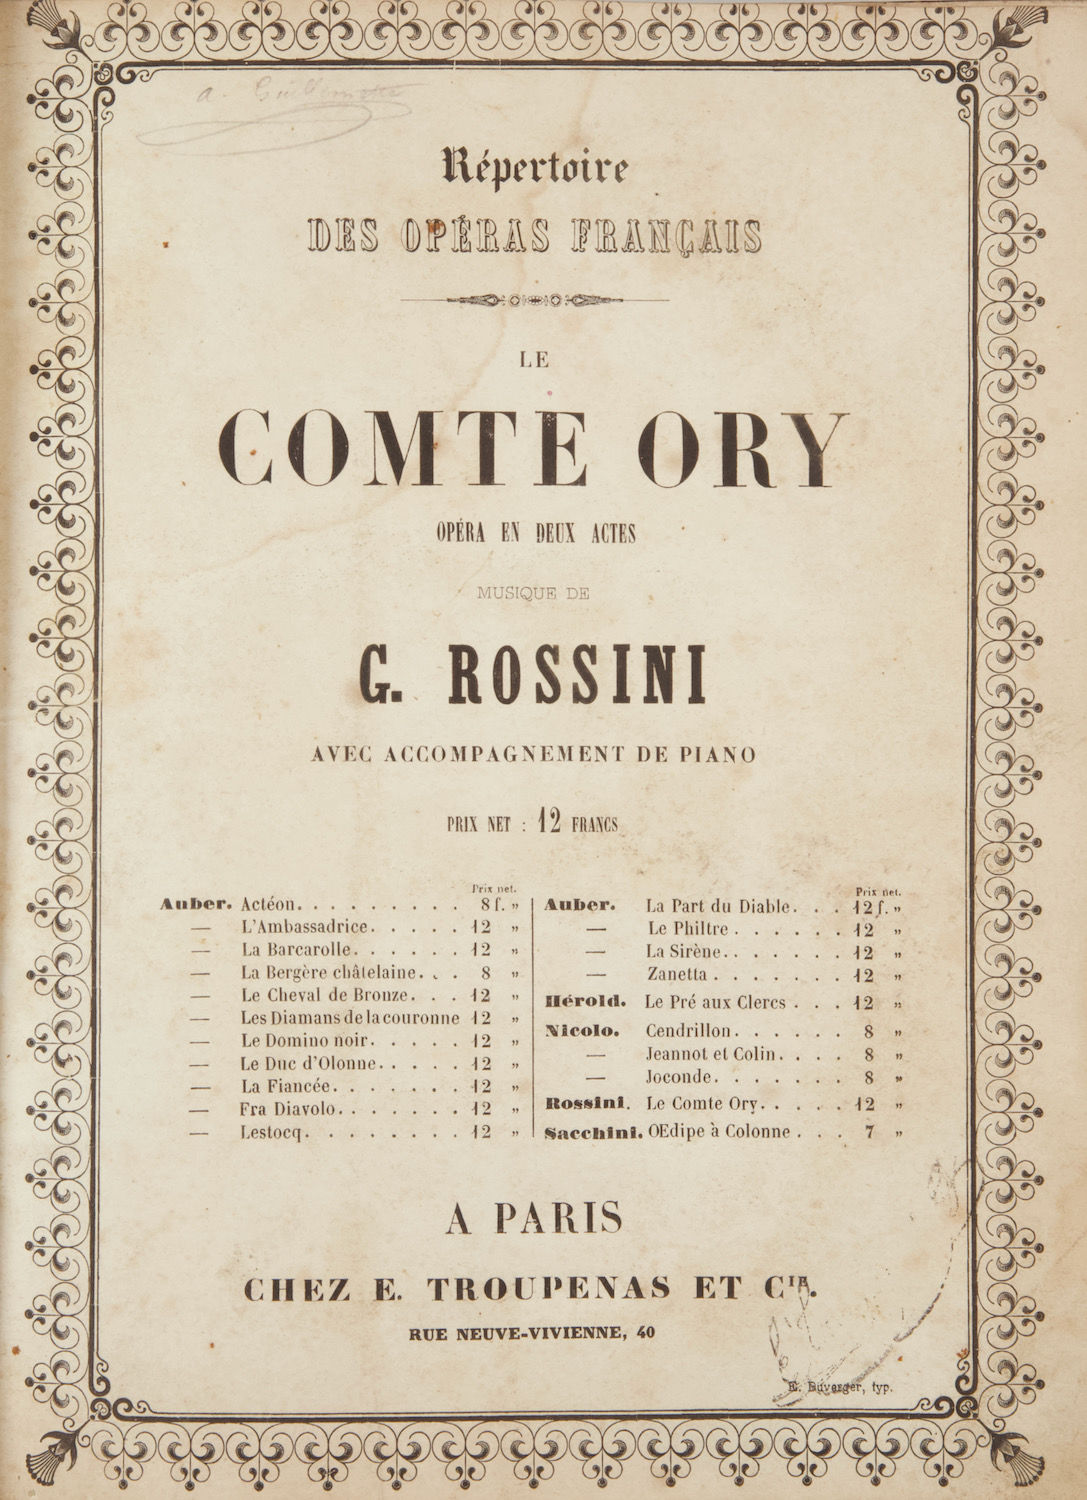 Répertoire
DES OPÉRAS FRANÇAIS
LE
COMTE ORY
OPÉRA EN DEUX ACTES
MUSIQUE DE
G. ROSSINI
AVEC ACCOMPAGNEMENT DE PIANO
PRIX NET : 12 FRANCS
Prix net.
Auber. Actéon. . . . . . . . . . 8 f. „
— L'Ambassadrice. . . . . 12 „
— La Barcarolle. . . . . . 12 „
— La Bergère châtelaine. . . 8 „
— Le Cheval de Bronze. . . 12 „
— Les Diamans de la couronne 12 „
— Le Domino noir. . . . . 12 „
— Le Duc d'Olonne. . . . . 12 „
— La Fiancée. . . . . . . 12 „
— Fra Diavolo. . . . . . . 12 „
— Lestocq. . . . . . . . . 12 „
Prix net.
Auber. La Part du Diable. . . 12 f. „
— Le Philtre . . . . . . 12 „
— La Sirène. . . . . . . 12 „
— Zanetta . . . . . . . 12 „
Hérold. Le Pré aux Clercs . . . 12 „
Nicolo. Cendrillon. . . . . . 8 „
— Jeannot et Colin. . . . 8 „
— Joconde. . . . . . . 8 „
Rossini. Le Comte Ory. . . . . 12 „
Sacchini. OEdipe à Colonne . . . 7 „
A PARIS
CHEZ E. TROUPENAS ET CIE.
RUE NEUVE-VIVIENNE, 40
E. Duverger, typ.